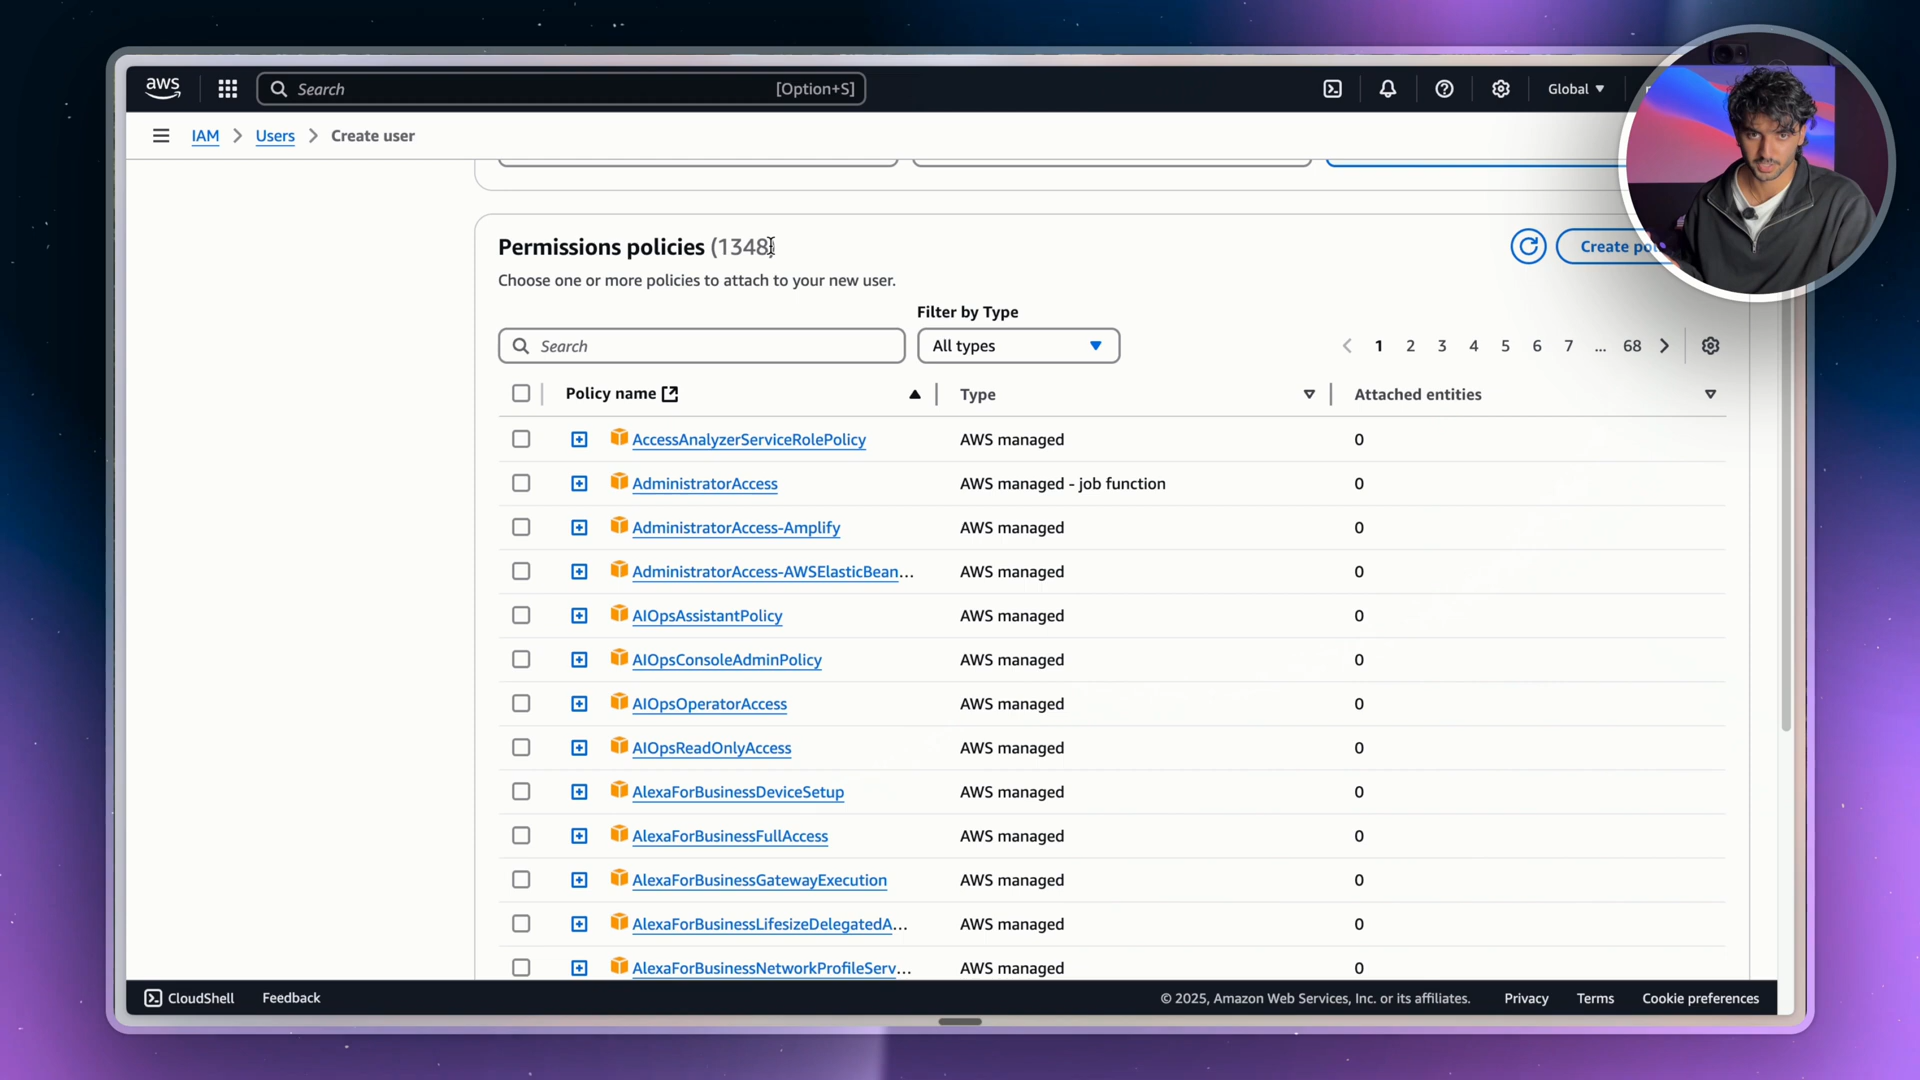 aws
Search
[Option+S]
Global
IAM
Users
Create user
Permissions policies (1348)
Choose one or more policies to attach to your new user.
Filter by Type
Search
All types
1 2 3 4 5 6 7 ... 68
Policy name
Type
Attached entities
AccessAnalyzerServiceRolePolicy AWS managed 0
AdministratorAccess AWS managed - job function 0
AdministratorAccess-Amplify AWS managed 0
AdministratorAccess-AWSElasticBean... AWS managed 0
AIOpsAssistantPolicy AWS managed 0
AIOpsConsoleAdminPolicy AWS managed 0
AIOpsOperatorAccess AWS managed 0
AIOpsReadOnlyAccess AWS managed 0
AlexaForBusinessDeviceSetup AWS managed 0
AlexaForBusinessFullAccess AWS managed 0
AlexaForBusinessGatewayExecution AWS managed 0
AlexaForBusinessLifesizeDelegatedA... AWS managed 0
AlexaForBusinessNetworkProfileServ... AWS managed 0
CloudShell
Feedback
© 2025, Amazon Web Services, Inc. or its affiliates.
Privacy
Terms
Cookie preferences